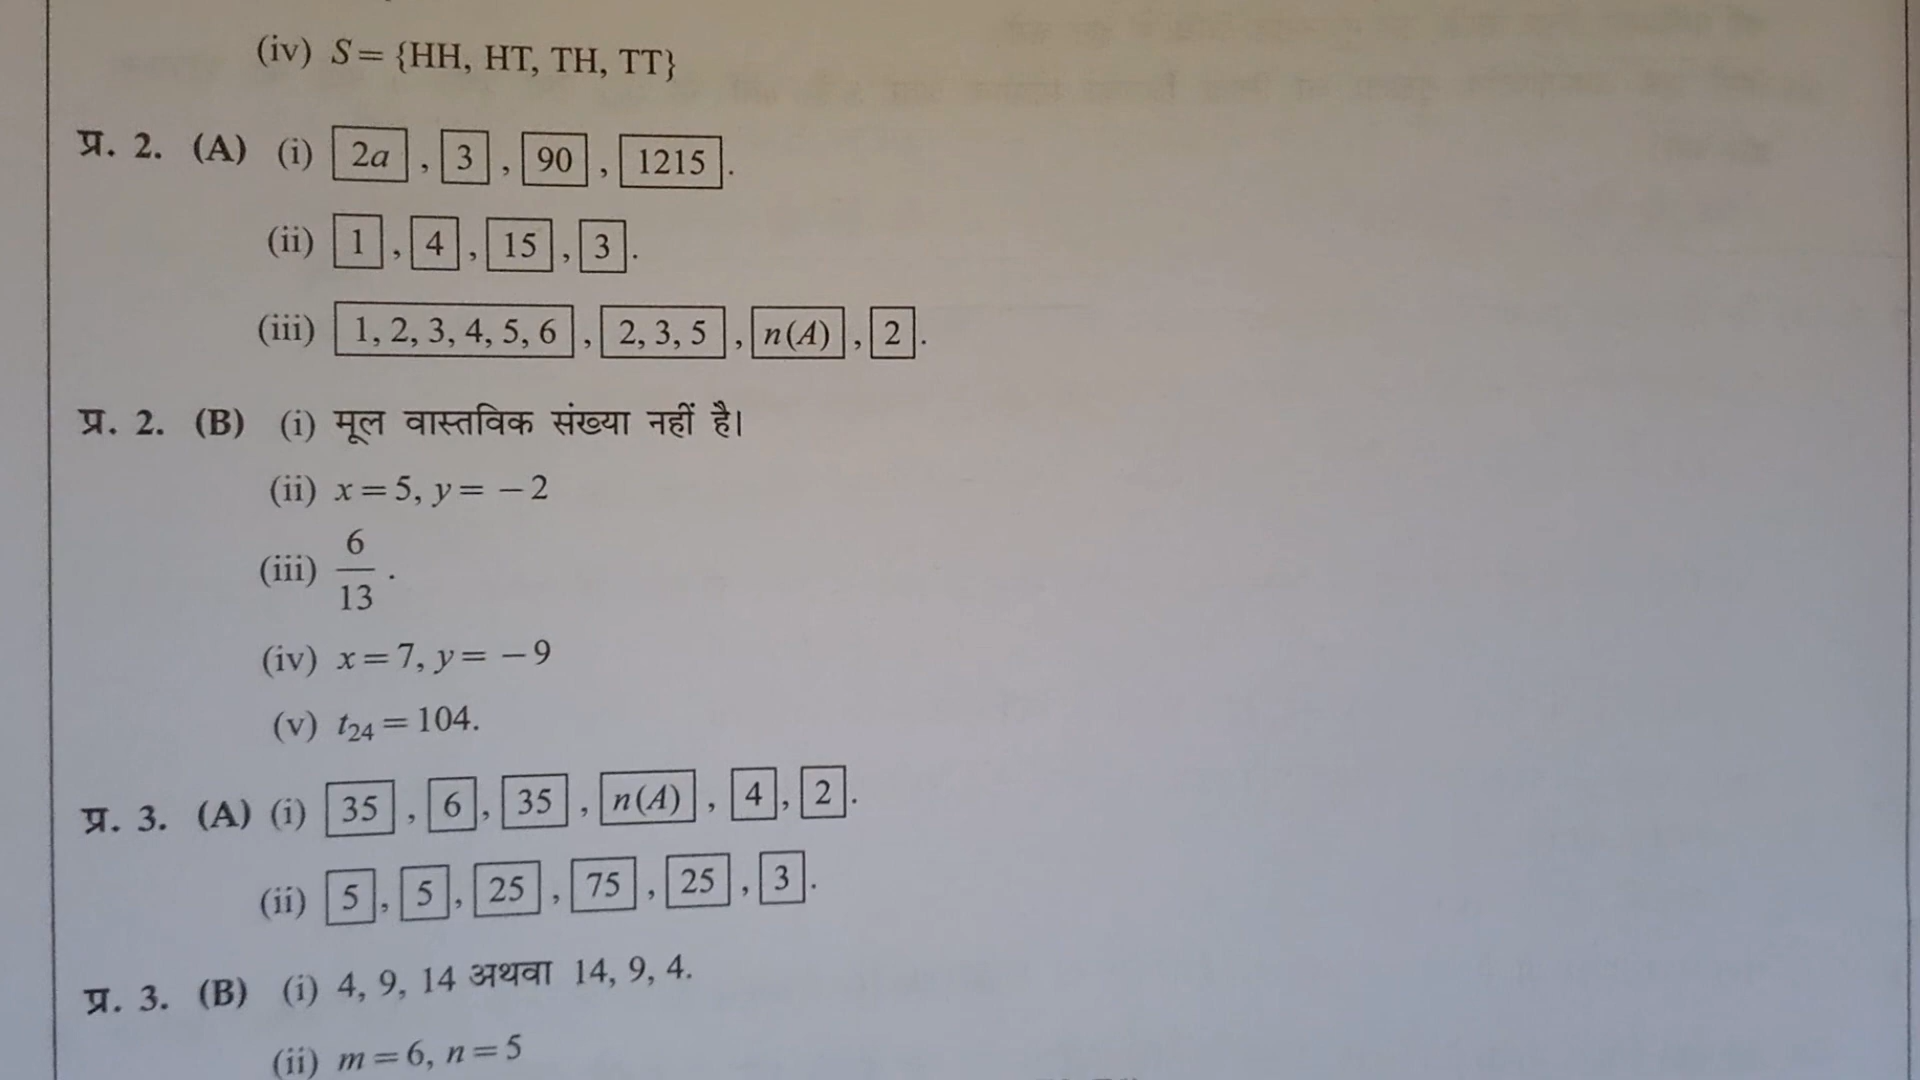 (iv) S = {HH, HT, TH, TT}
प्र. 2. (A) (i) 2a , 3 , 90 , 1215 .
(ii) 1 , 4 , 15 , 3 .
(iii) 1, 2, 3, 4, 5, 6 , 2, 3, 5 , n(A) , 2 .
प्र. 2. (B) (i) मूल वास्तविक संख्या नहीं है।
(ii) x = 5, y = – 2
(iii) 6/13 .
(iv) x = 7, y = – 9
(v) t₂₄ = 104.
प्र. 3. (A) (i) 35 , 6 , 35 , n(A) , 4 , 2 .
(ii) 5 , 5 , 25 , 75 , 25 , 3 .
प्र. 3. (B) (i) 4, 9, 14 अथवा 14, 9, 4.
(ii) m = 6, n = 5